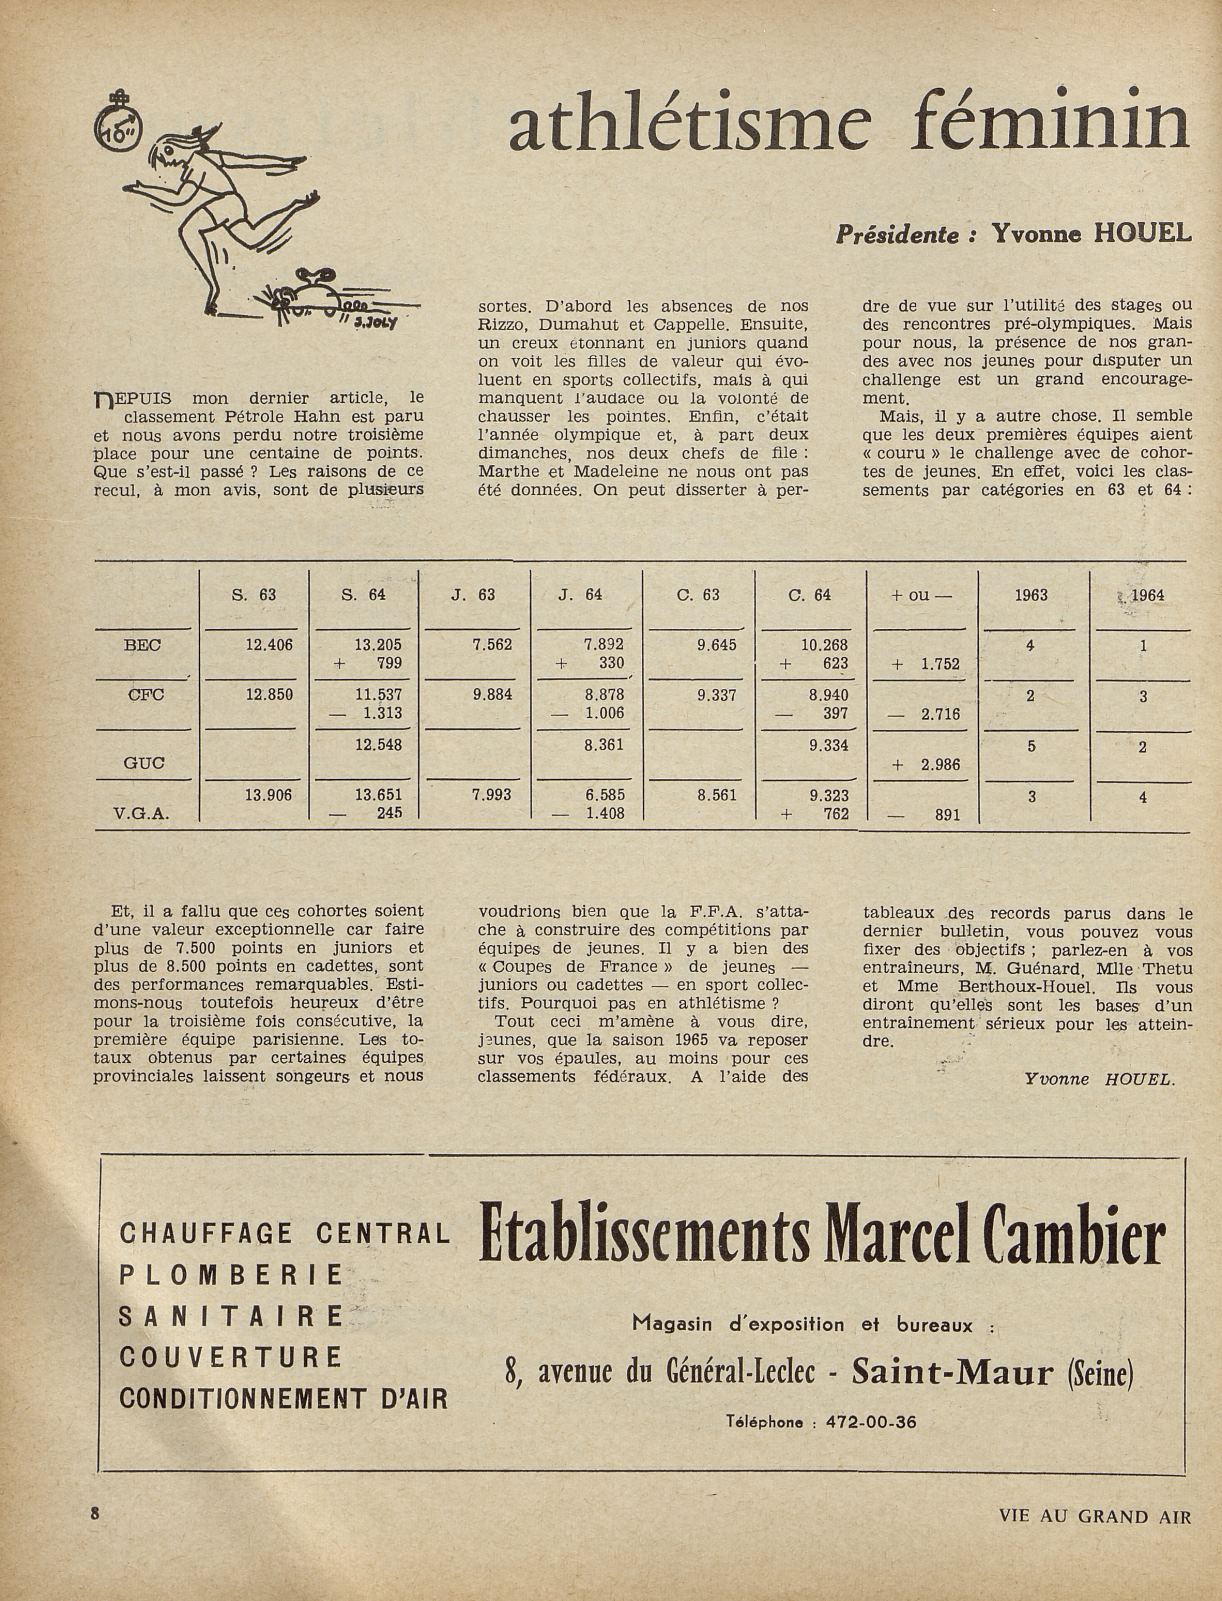 10"
athlétisme féminin
Présidente : Yvonne HOUEL
S.JOLY
DEPUIS mon dernier article, le
classement Pétrole Hahn est paru
et nous avons perdu notre troisième
place pour une centaine de points.
Que s'est-il passé ? Les raisons de ce
recul, à mon avis, sont de plusieurs
sortes. D'abord les absences de nos
Rizzo, Dumahut et Cappelle. Ensuite,
un creux étonnant en juniors quand
on voit les filles de valeur qui évo-
luent en sports collectifs, mais à qui
manquent l'audace ou la volonté de
chausser les pointes. Enfin, c'était
l'année olympique et, à part deux
dimanches, nos deux chefs de file :
Marthe et Madeleine ne nous ont pas
été données. On peut disserter à per-
dre de vue sur l'utilité des stages ou
des rencontres pré-olympiques. Mais
pour nous, la présence de nos gran-
des avec nos jeunes pour disputer un
challenge est un grand encourage-
ment.
Mais, il y a autre chose. Il semble
que les deux premières équipes aient
« couru » le challenge avec de cohor-
tes de jeunes. En effet, voici les clas-
sements par catégories en 63 et 64 :
S. 63 S. 64 J. 63 J. 64 C. 63 C. 64 + ou — 1963 1964
BEC 12.406 13.205 7.562 7.892 9.645 10.268 4 1
+ 799 + 330 + 623 + 1.752
CFC 12.850 11.537 9.884 8.878 9.337 8.940 2 3
— 1.313 — 1.006 — 397 — 2.716
12.548 8.361 9.334 5 2
GUC + 2.986
13.906 13.651 7.993 6.585 8.561 9.323 3 4
V.G.A. — 245 — 1.408 + 762 — 891
Et, il a fallu que ces cohortes soient
d'une valeur exceptionnelle car faire
plus de 7.500 points en juniors et
plus de 8.500 points en cadettes, sont
des performances remarquables. Esti-
mons-nous toutefois heureux d'être
pour la troisième fois consécutive, la
première équipe parisienne. Les to-
taux obtenus par certaines équipes
provinciales laissent songeurs et nous
voudrions bien que la F.F.A. s'atta-
che à construire des compétitions par
équipes de jeunes. Il y a bien des
« Coupes de France » de jeunes —
juniors ou cadettes — en sport collec-
tifs. Pourquoi pas en athlétisme ?
Tout ceci m'amène à vous dire,
jeunes, que la saison 1965 va reposer
sur vos épaules, au moins pour ces
classements fédéraux. A l'aide des
tableaux des records parus dans le
dernier bulletin, vous pouvez vous
fixer des objectifs ; parlez-en à vos
entraîneurs, M. Guénard, Mlle Thetu
et Mme Berthoux-Houel. Ils vous
diront qu'elles sont les bases d'un
entraînement sérieux pour les attein-
dre.
Yvonne HOUEL.
CHAUFFAGE CENTRAL
PLOMBERIE
SANITAIRE
COUVERTURE
CONDITIONNEMENT D'AIR
Etablissements Marcel Cambier
Magasin d'exposition et bureaux :
8, avenue du Général-Leclec - Saint-Maur (Seine)
Téléphone : 472-00-36
8
VIE AU GRAND AIR